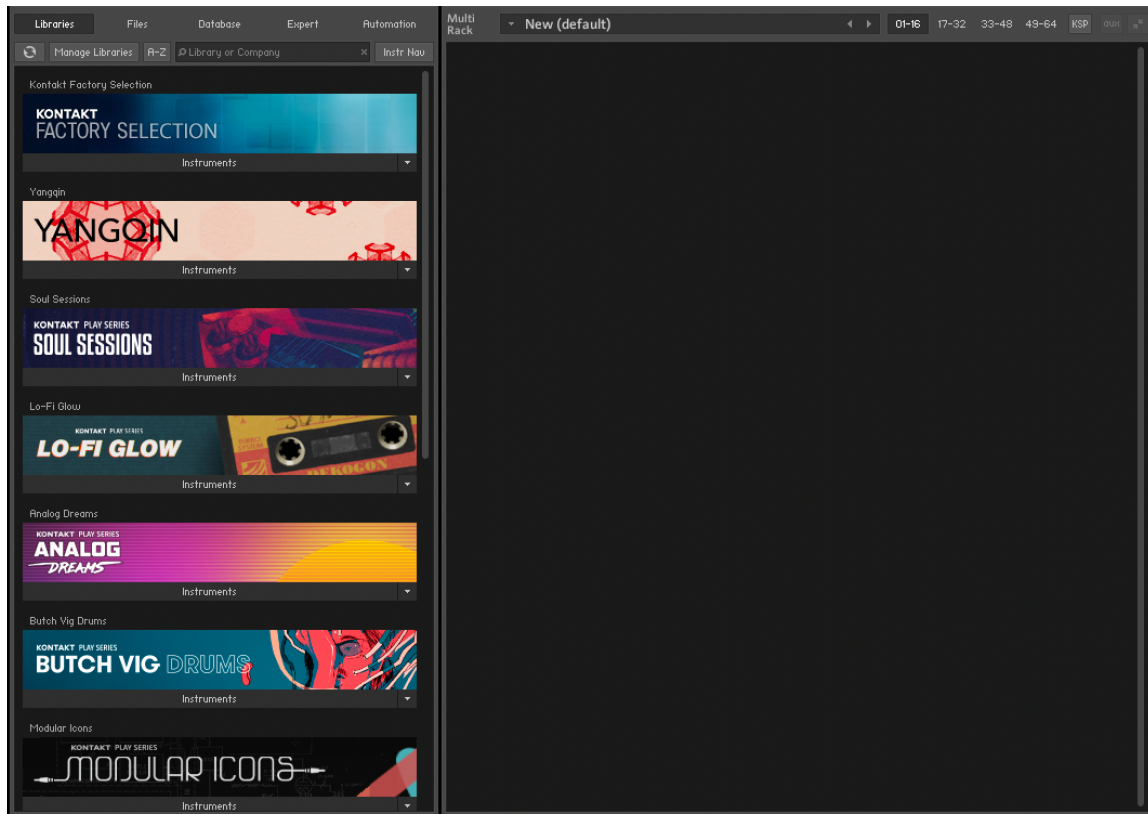 Libraries
Files
Database
Expert
Automation
Manage Libraries
A-Z
Library or Company
×
Instr Nav
Kontakt Factory Selection
KONTAKT
FACTORY SELECTION
Instruments
Yangqin
YANGQIN
Instruments
Soul Sessions
KONTAKT PLAY SERIES
SOUL SESSIONS
Instruments
Lo-Fi Glow
KONTAKT PLAY SERIES
LO-FI GLOW
Instruments
Analog Dreams
KONTAKT PLAY SERIES
ANALOG
DREAMS
Instruments
Butch Vig Drums
KONTAKT PLAY SERIES
BUTCH VIG DRUMS
Instruments
Modular Icons
KONTAKT PLAY SERIES
MODULAR ICONS
Instruments
Multi
Rack
New (default)
01-16
17-32
33-48
49-64
KSP
AUX